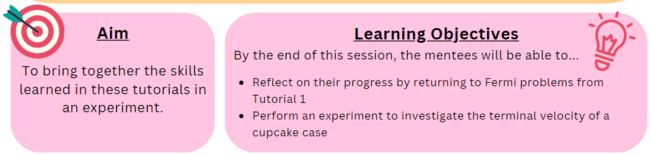 Aim
To bring together the skills
learned in these tutorials in
an experiment.
Learning Objectives
By the end of this session, the mentees will be able to...
• Reflect on their progress by returning to Fermi problems from
Tutorial 1
• Perform an experiment to investigate the terminal velocity of a
cupcake case